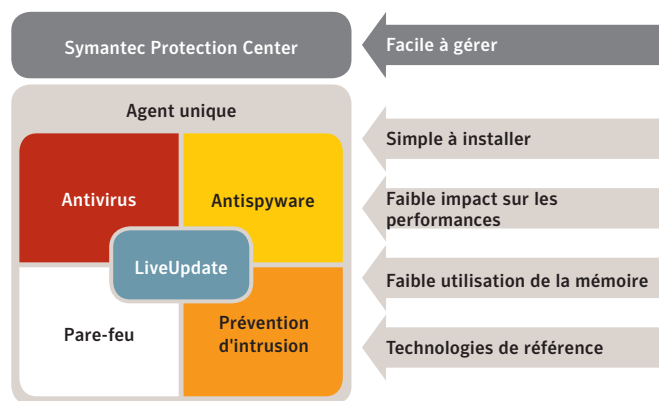 Symantec Protection Center
Facile à gérer
Agent unique
Antivirus
Antispyware
LiveUpdate
Pare-feu
Prévention
d'intrusion
Simple à installer
Faible impact sur les
performances
Faible utilisation de la mémoire
Technologies de référence